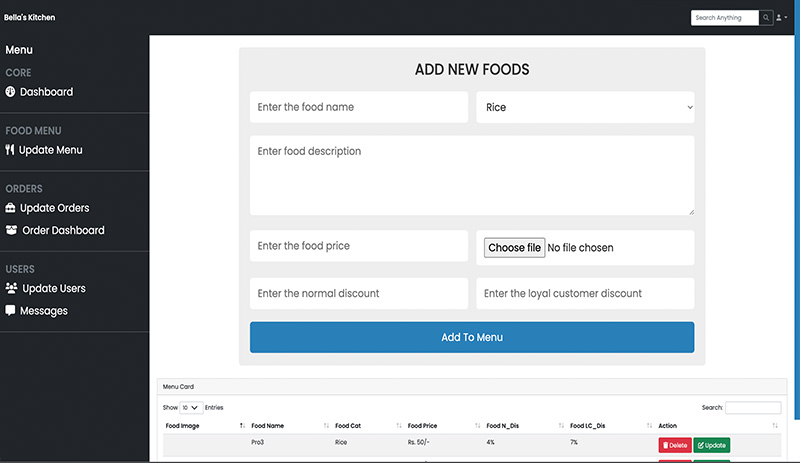 Bella's Kitchen
Search Anything
Menu
CORE
Dashboard
FOOD MENU
Update Menu
ORDERS
Update Orders
Order Dashboard
USERS
Update Users
Messages
ADD NEW FOODS
Enter the food name
Rice
Enter food description
Enter the food price
Choose file No file chosen
Enter the normal discount
Enter the loyal customer discount
Add To Menu
Menu Card
Show 10 Entries
Search:
Food Image Food Name Food Cat Food Price Food N_Dis Food LC_Dis Action
Pro3 Rice Rs. 50/- 4% 7% Delete Update